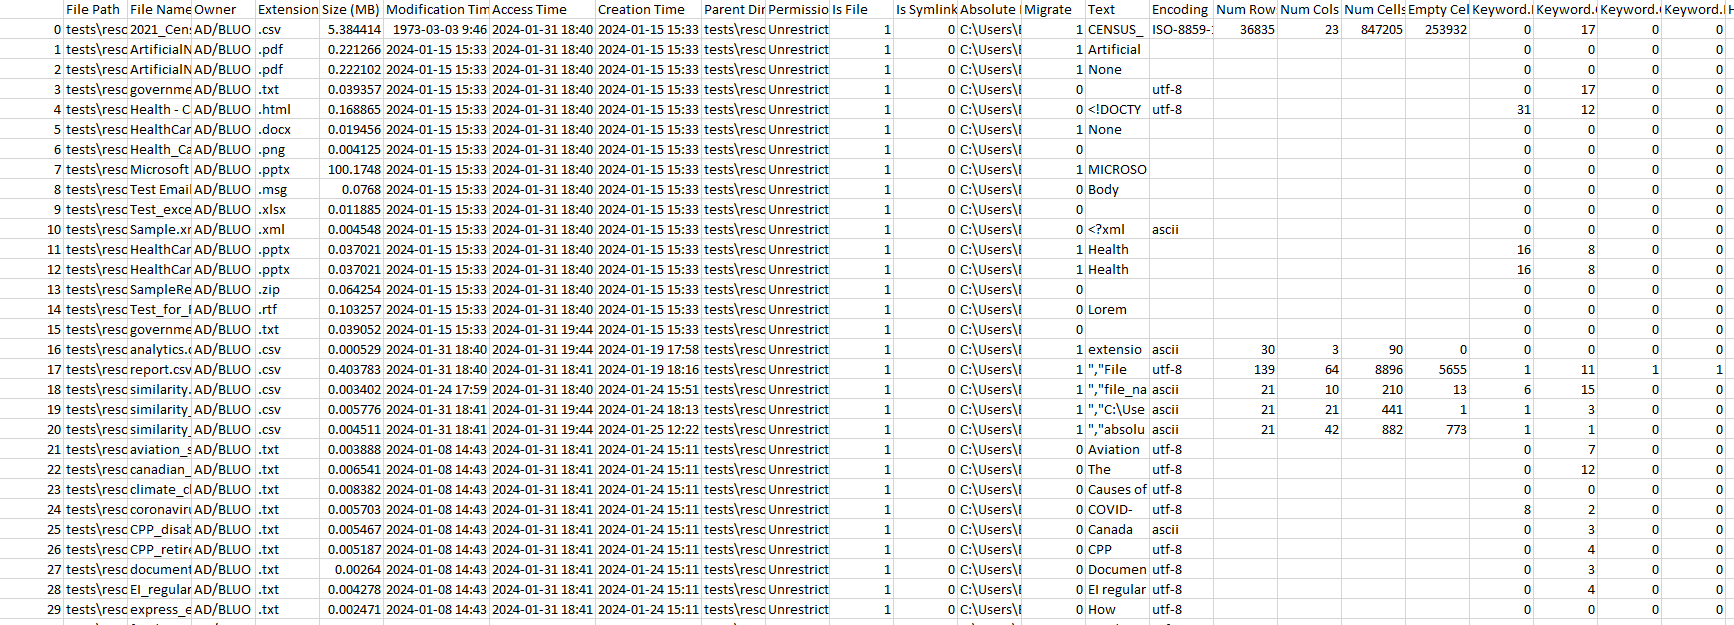 File Path File Name Owner Extension Size (MB) Modification Tim Access Time Creation Time Parent Dir Permissio Is File Is Symlink Absolute Migrate Text Encoding Num Row Num Cols Num Cells Empty Cel Keyword. Keyword. Keyword. Keyword.
0 tests\resc 2021_Cens AD/BLUO .csv 5.384414 1973-03-03 9:46 2024-01-31 18:40 2024-01-15 15:33 tests\resc Unrestrict 1 0 C:\Users\ 1 CENSUS_ ISO-8859- 36835 23 847205 253932 0 17 0 0
1 tests\resc ArtificialN AD/BLUO .pdf 0.221266 2024-01-15 15:33 2024-01-31 18:40 2024-01-15 15:33 tests\resc Unrestrict 1 0 C:\Users\ 1 Artificial 0 0 0 0
2 tests\resc ArtificialN AD/BLUO .pdf 0.222102 2024-01-15 15:33 2024-01-31 18:40 2024-01-15 15:33 tests\resc Unrestrict 1 0 C:\Users\ 1 None 0 0 0 0
3 tests\resc governme AD/BLUO .txt 0.039357 2024-01-15 15:33 2024-01-31 18:40 2024-01-15 15:33 tests\resc Unrestrict 1 0 C:\Users\ 0 utf-8 0 17 0 0
4 tests\resc Health - C AD/BLUO .html 0.168865 2024-01-15 15:33 2024-01-31 18:40 2024-01-15 15:33 tests\resc Unrestrict 1 0 C:\Users\ 0 <!DOCTY utf-8 31 12 0 0
5 tests\resc HealthCar AD/BLUO .docx 0.019456 2024-01-15 15:33 2024-01-31 18:40 2024-01-15 15:33 tests\resc Unrestrict 1 0 C:\Users\ 1 None 0 0 0 0
6 tests\resc Health_Ca AD/BLUO .png 0.004125 2024-01-15 15:33 2024-01-31 18:40 2024-01-15 15:33 tests\resc Unrestrict 1 0 C:\Users\ 0 0 0 0 0
7 tests\resc Microsoft AD/BLUO .pptx 100.1748 2024-01-15 15:33 2024-01-31 18:40 2024-01-15 15:33 tests\resc Unrestrict 1 0 C:\Users\ 1 MICROSO 0 0 0 0
8 tests\resc Test Email AD/BLUO .msg 0.0768 2024-01-15 15:33 2024-01-31 18:40 2024-01-15 15:33 tests\resc Unrestrict 1 0 C:\Users\ 0 Body 0 0 0 0
9 tests\resc Test_exce AD/BLUO .xlsx 0.011885 2024-01-15 15:33 2024-01-31 18:40 2024-01-15 15:33 tests\resc Unrestrict 1 0 C:\Users\ 0 0 0 0 0
10 tests\resc Sample.xm AD/BLUO .xml 0.004548 2024-01-15 15:33 2024-01-31 18:40 2024-01-15 15:33 tests\resc Unrestrict 1 0 C:\Users\ 0 <?xml ascii 0 0 0 0
11 tests\resc HealthCar AD/BLUO .pptx 0.037021 2024-01-15 15:33 2024-01-31 18:40 2024-01-15 15:33 tests\resc Unrestrict 1 0 C:\Users\ 1 Health 16 8 0 0
12 tests\resc HealthCar AD/BLUO .pptx 0.037021 2024-01-15 15:33 2024-01-31 18:40 2024-01-15 15:33 tests\resc Unrestrict 1 0 C:\Users\ 1 Health 16 8 0 0
13 tests\resc SampleRe AD/BLUO .zip 0.064254 2024-01-15 15:33 2024-01-31 18:40 2024-01-15 15:33 tests\resc Unrestrict 1 0 C:\Users\ 0 0 0 0 0
14 tests\resc Test_for_ AD/BLUO .rtf 0.103257 2024-01-15 15:33 2024-01-31 18:40 2024-01-15 15:33 tests\resc Unrestrict 1 0 C:\Users\ 0 Lorem 0 0 0 0
15 tests\resc governme AD/BLUO .txt 0.039052 2024-01-15 15:33 2024-01-31 19:44 2024-01-15 15:33 tests\resc Unrestrict 1 0 C:\Users\ 0 0 0 0 0
16 tests\resc analytics.c AD/BLUO .csv 0.000529 2024-01-31 18:40 2024-01-31 19:44 2024-01-19 17:58 tests\resc Unrestrict 1 0 C:\Users\ 1 extensio ascii 30 3 90 0 0 0 0 0
17 tests\resc report.csv AD/BLUO .csv 0.403783 2024-01-31 18:40 2024-01-31 18:41 2024-01-19 18:16 tests\resc Unrestrict 1 0 C:\Users\ 1 ","File utf-8 139 64 8896 5655 1 11 1 1
18 tests\resc similarity. AD/BLUO .csv 0.003402 2024-01-24 17:59 2024-01-31 18:41 2024-01-24 15:51 tests\resc Unrestrict 1 0 C:\Users\ 1 ","file_na ascii 21 10 210 13 6 15 0 0
19 tests\resc similarity_ AD/BLUO .csv 0.005776 2024-01-31 18:41 2024-01-31 19:44 2024-01-24 18:13 tests\resc Unrestrict 1 0 C:\Users\ 1 ","C:\Use ascii 21 21 441 1 1 3 0 0
20 tests\resc similarity_ AD/BLUO .csv 0.004511 2024-01-31 18:41 2024-01-31 19:44 2024-01-25 12:22 tests\resc Unrestrict 1 0 C:\Users\ 1 ","absolu ascii 21 42 882 773 1 1 0 0
21 tests\resc aviation_s AD/BLUO .txt 0.003888 2024-01-08 14:43 2024-01-31 18:41 2024-01-24 15:11 tests\resc Unrestrict 1 0 C:\Users\ 0 Aviation utf-8 0 7 0 0
22 tests\resc canadian_ AD/BLUO .txt 0.006541 2024-01-08 14:43 2024-01-31 18:41 2024-01-24 15:11 tests\resc Unrestrict 1 0 C:\Users\ 0 The utf-8 0 12 0 0
23 tests\resc climate_cl AD/BLUO .txt 0.008382 2024-01-08 14:43 2024-01-31 18:41 2024-01-24 15:11 tests\resc Unrestrict 1 0 C:\Users\ 0 Causes of utf-8 0 0 0 0
24 tests\resc coronaviru AD/BLUO .txt 0.005703 2024-01-08 14:43 2024-01-31 18:41 2024-01-24 15:11 tests\resc Unrestrict 1 0 C:\Users\ 0 COVID- utf-8 8 2 0 0
25 tests\resc CPP_disab AD/BLUO .txt 0.005467 2024-01-08 14:43 2024-01-31 18:41 2024-01-24 15:11 tests\resc Unrestrict 1 0 C:\Users\ 0 Canada ascii 0 3 0 0
26 tests\resc CPP_retire AD/BLUO .txt 0.005187 2024-01-08 14:43 2024-01-31 18:41 2024-01-24 15:11 tests\resc Unrestrict 1 0 C:\Users\ 0 CPP utf-8 0 4 0 0
27 tests\resc document AD/BLUO .txt 0.00264 2024-01-08 14:43 2024-01-31 18:41 2024-01-24 15:11 tests\resc Unrestrict 1 0 C:\Users\ 0 Documen utf-8 0 3 0 0
28 tests\resc EI_regular AD/BLUO .txt 0.004278 2024-01-08 14:43 2024-01-31 18:41 2024-01-24 15:11 tests\resc Unrestrict 1 0 C:\Users\ 0 EI regular utf-8 0 4 0 0
29 tests\resc express_e AD/BLUO .txt 0.002471 2024-01-08 14:43 2024-01-31 18:41 2024-01-24 15:11 tests\resc Unrestrict 1 0 C:\Users\ 0 How utf-8 0 0 0 0